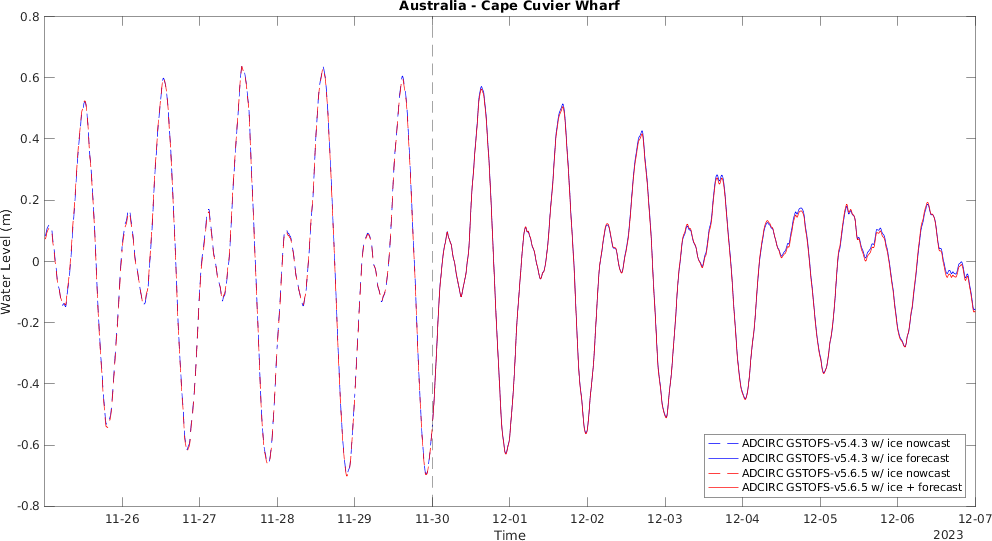 Australia - Cape Cuvier Wharf
0.8
0.6
0.4
0.2
0
-0.2
-0.4
-0.6
-0.8
Water Level (m)
ADCIRC GSTOFS-v5.4.3 w/ ice nowcast
ADCIRC GSTOFS-v5.4.3 w/ ice forecast
ADCIRC GSTOFS-v5.6.5 w/ ice nowcast
ADCIRC GSTOFS-v5.6.5 w/ ice + forecast
11-26 11-27 11-28 11-29 11-30 12-01 12-02 12-03 12-04 12-05 12-06 12-07
Time
2023